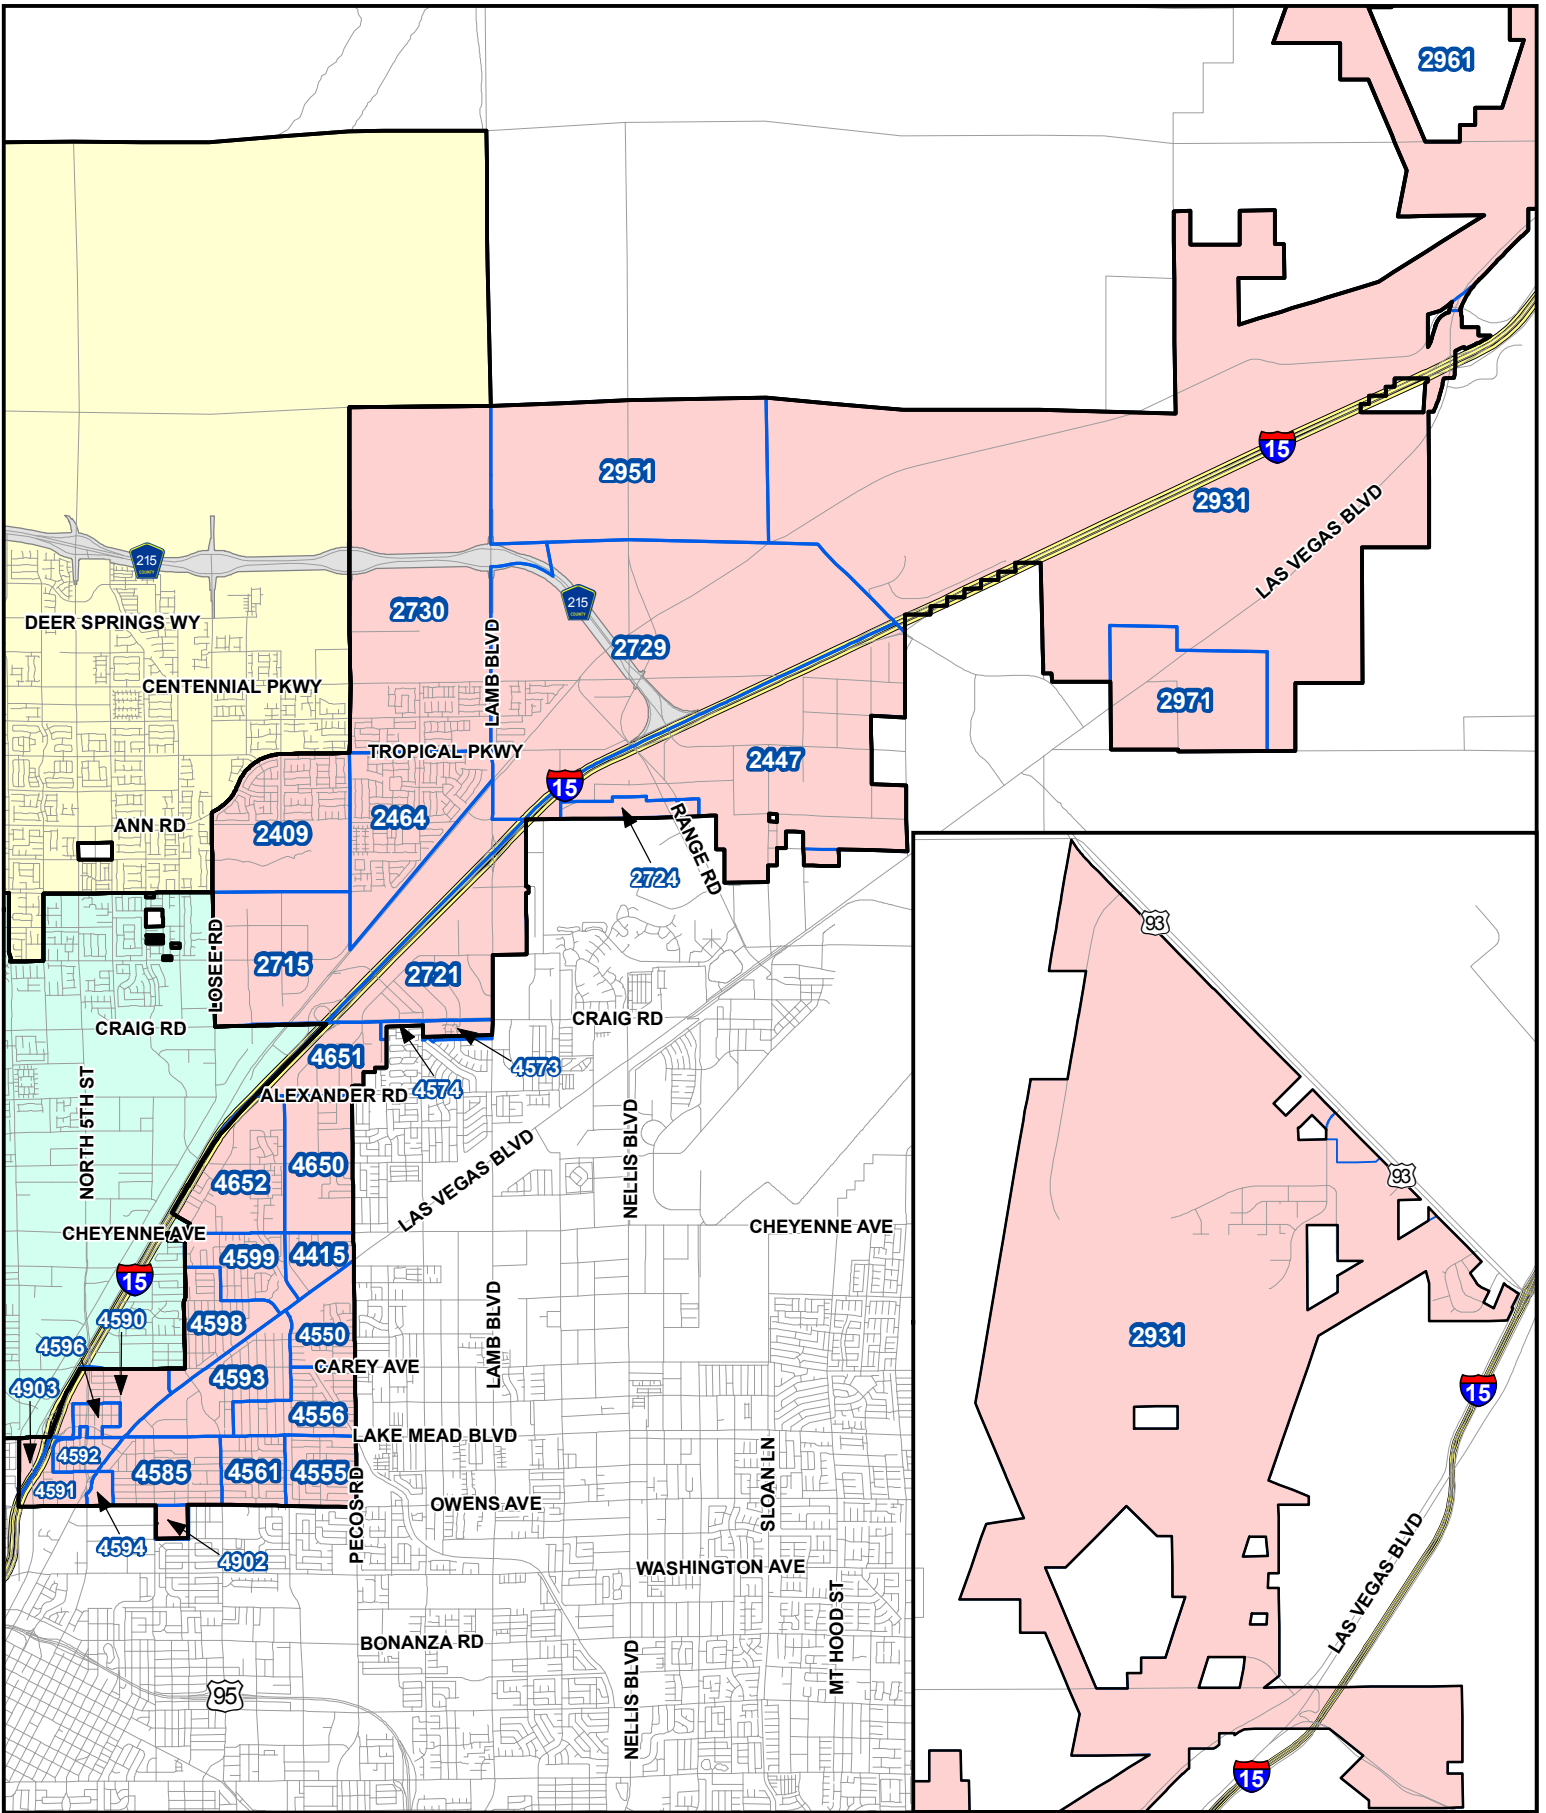 2961
15
2951
2931
LAS VEGAS BLVD
215
COUNTY
215
COUNTY
2730
DEER SPRINGS WY
LAMB BLVD
2729
CENTENNIAL PKWY
2971
TROPICAL PKWY
2447
15
2464
ANN RD
2409
RANGE RD
2724
93
LOSEE RD
2715
2721
CRAIG RD
CRAIG RD
4651
4573
4574
ALEXANDER RD
NORTH 5TH ST
NELLIS BLVD
LAS VEGAS BLVD
4650
4652
93
CHEYENNE AVE
CHEYENNE AVE
4599
4415
15
4590
4598
4550
LAMB BLVD
2931
4596
CAREY AVE
4593
4903
15
4556
LAKE MEAD BLVD
4592
4585
4561
4555
4591
PECOS RD
OWENS AVE
SLOAN LN
4594
4902
WASHINGTON AVE
LAS VEGAS BLVD
MT HOOD ST
BONANZA RD
NELLIS BLVD
95
15